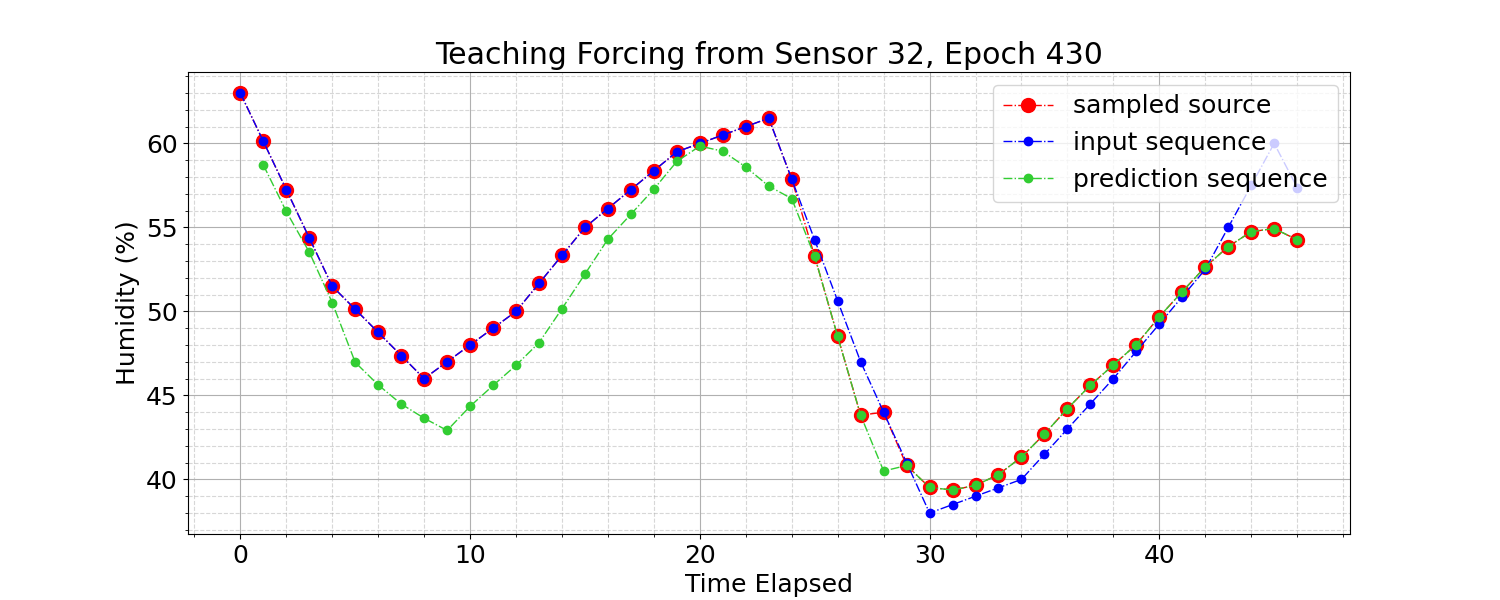 Teaching Forcing from Sensor 32, Epoch 430
sampled source
input sequence
prediction sequence
Humidity (%)
60
55
50
45
40
0 10 20 30 40
Time Elapsed